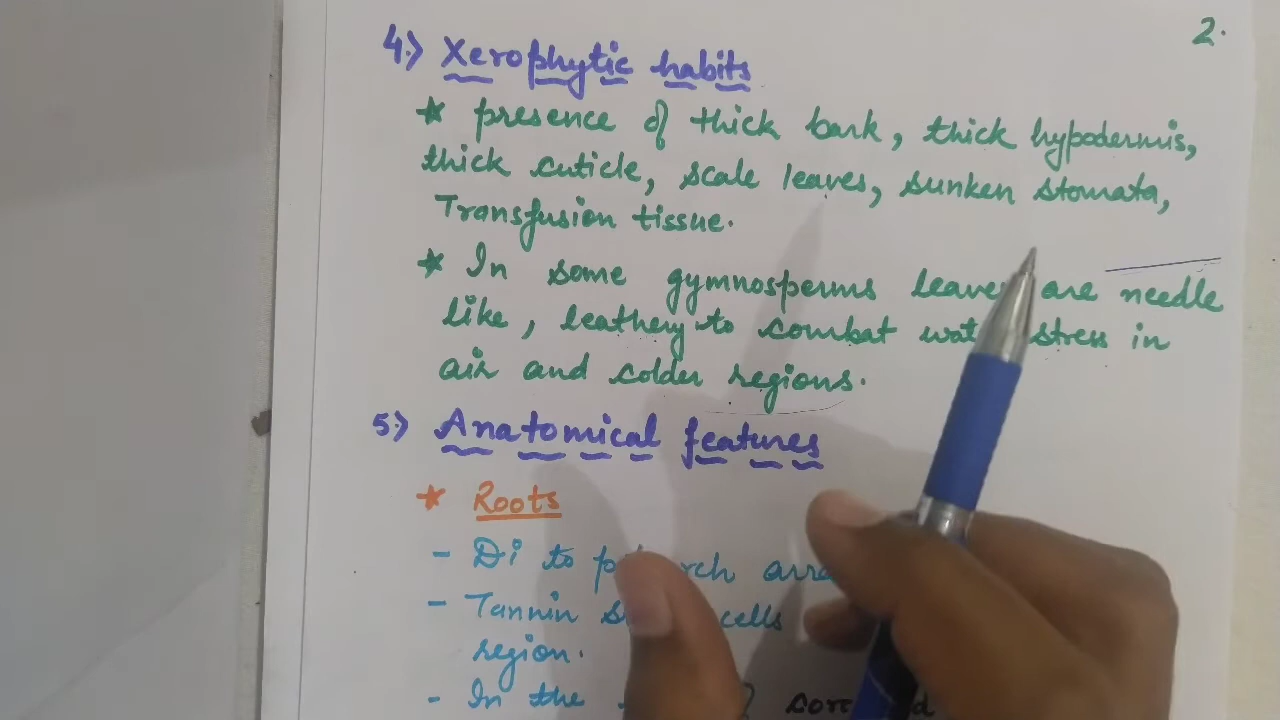 2.
4.) Xerophytic habits
* presence of thick bark, thick hypodermis,
thick cuticle, scale leaves, sunken stomata,
Transfusion tissue.
* In some gymnosperms leaves are needle
like, leathery to combat stress in
air and colder regions.
5.) Anatomical features
* Roots
- Di to
- Tannin cells
region.
- In the